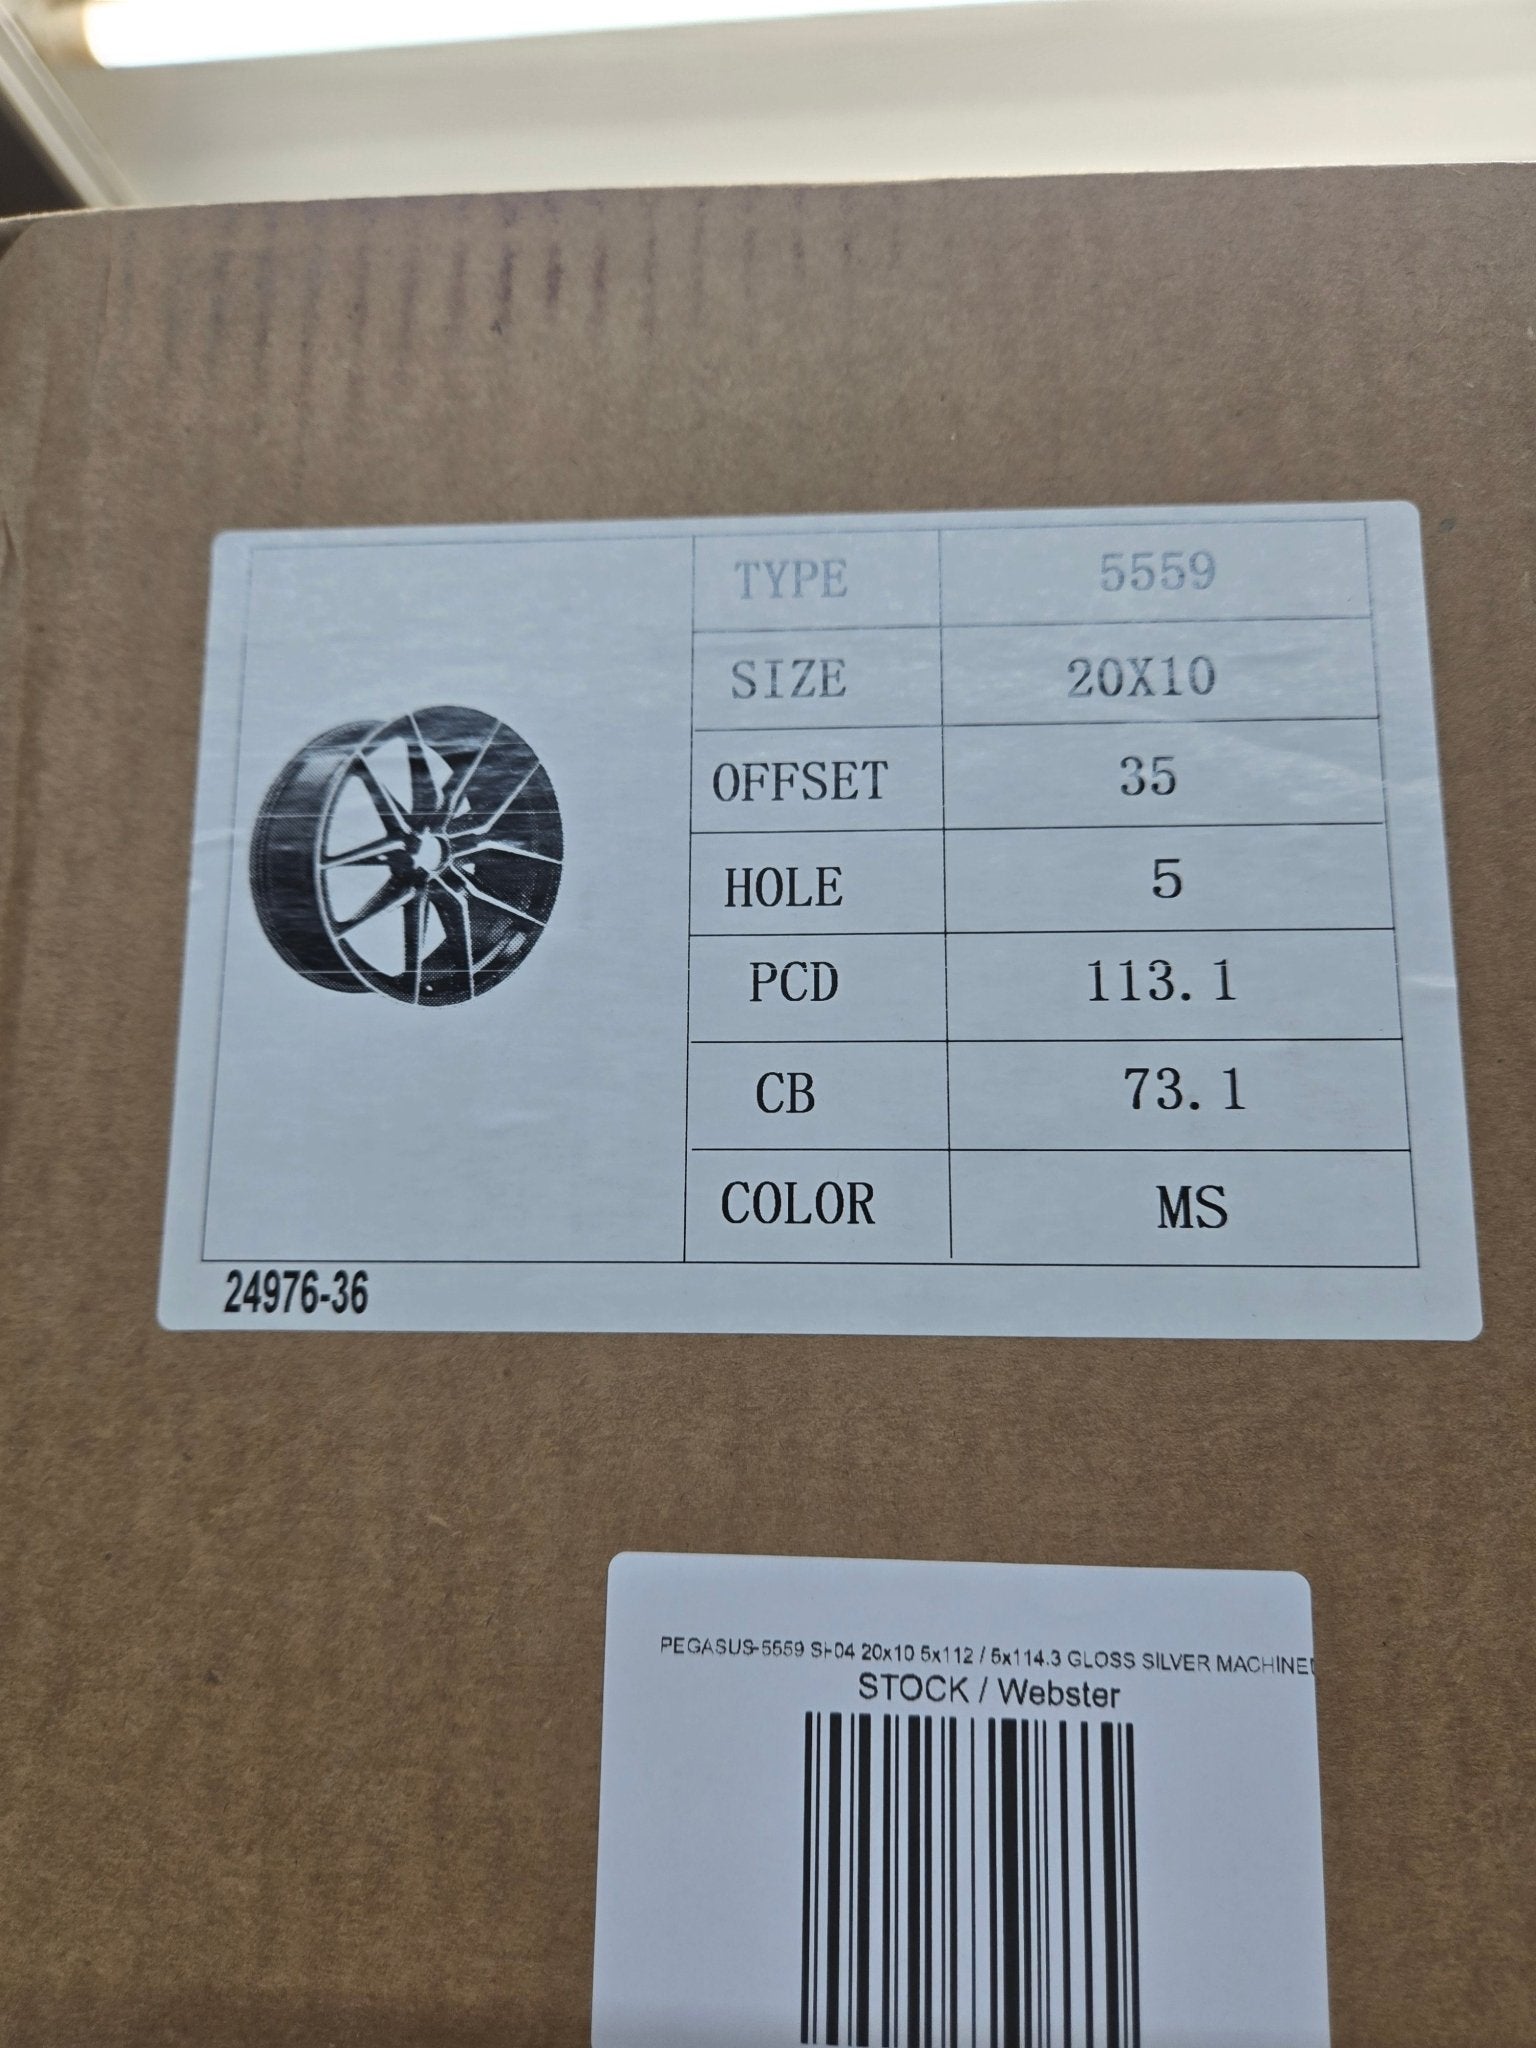 TYPE 5559
SIZE 20X10
OFFSET 35
HOLE 5
PCD 113.1
CB 73.1
COLOR MS
24976-36
PEGASUS-5559 SI-04 20x10 5x112 / 5x114.3 GLOSS SILVER MACHINED
STOCK / Webster